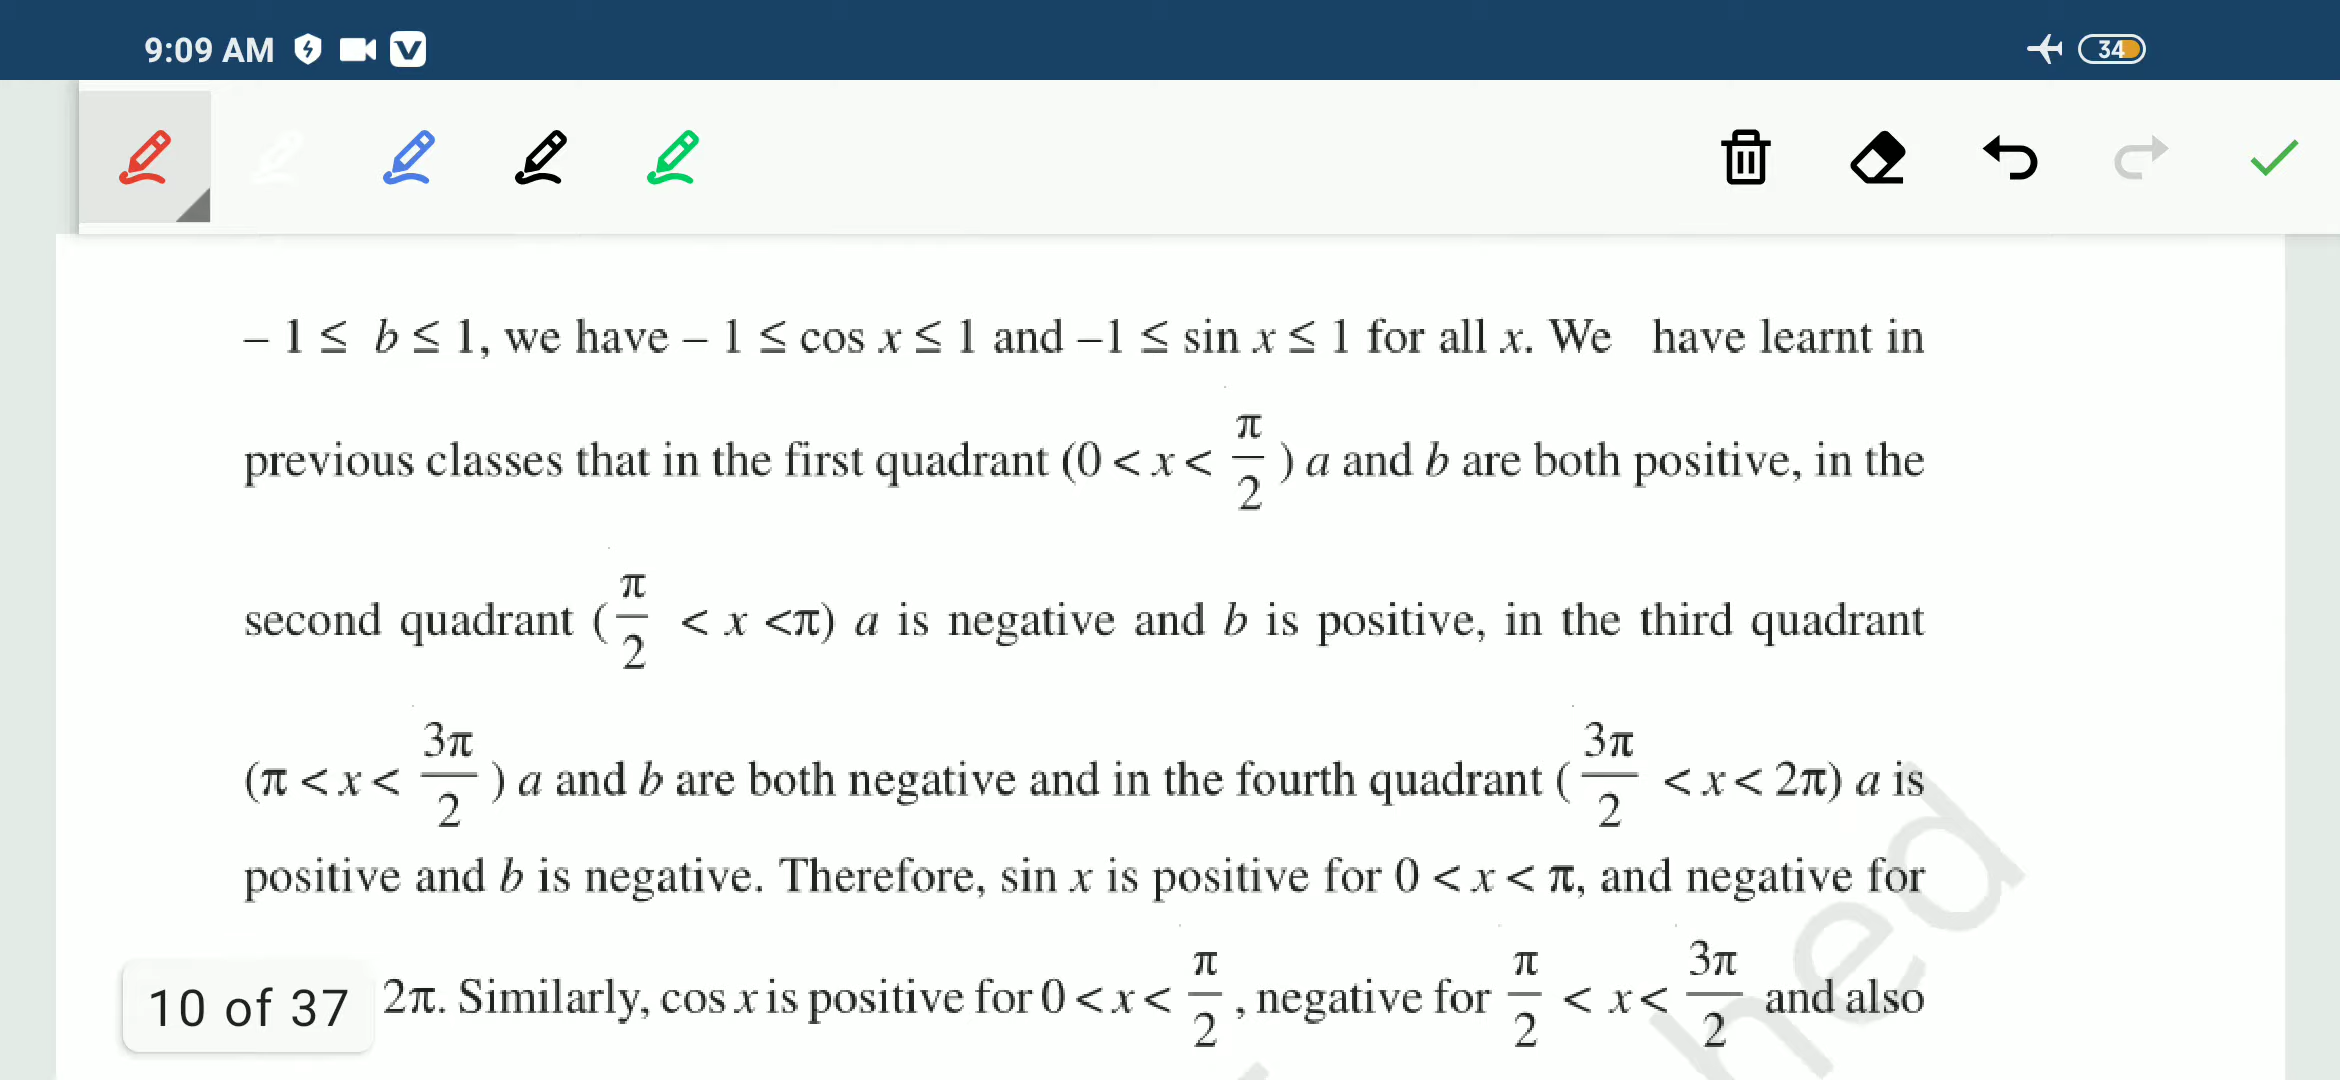 9:09 AM
34
– 1 ≤ b ≤ 1, we have – 1 ≤ cos x ≤ 1 and –1 ≤ sin x ≤ 1 for all x. We have learnt in
previous classes that in the first quadrant (0 < x < π/2) a and b are both positive, in the
second quadrant (π/2 < x <π) a is negative and b is positive, in the third quadrant
(π < x < 3π/2) a and b are both negative and in the fourth quadrant (3π/2 < x < 2π) a is
positive and b is negative. Therefore, sin x is positive for 0 < x < π, and negative for
10 of 37
2π. Similarly, cos x is positive for 0 < x < π/2, negative for π/2 < x < 3π/2 and also
hed